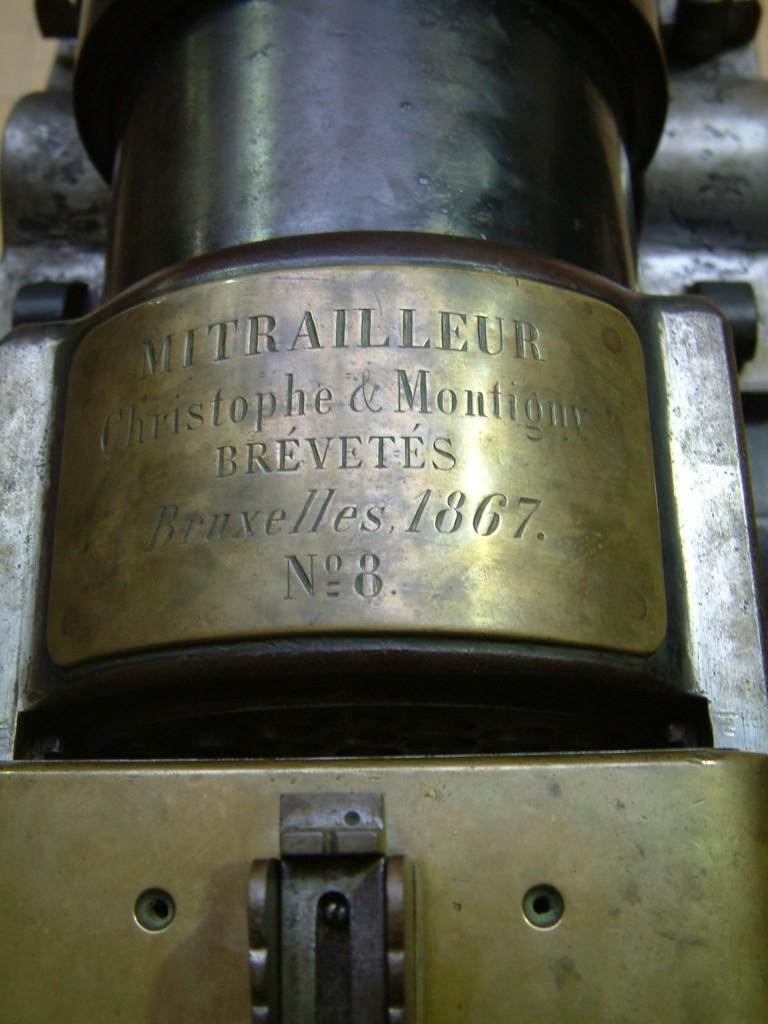 MITRAILLEUR
Christophe & Montigny
BRÉVETÉS
Bruxelles, 1867.
Nº 8.